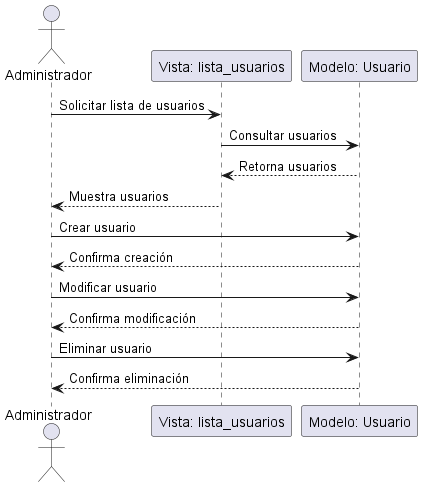 Administrador
Vista: lista_usuarios
Modelo: Usuario
Solicitar lista de usuarios
Consultar usuarios
Retorna usuarios
Muestra usuarios
Crear usuario
Confirma creación
Modificar usuario
Confirma modificación
Eliminar usuario
Confirma eliminación
Administrador
Vista: lista_usuarios
Modelo: Usuario